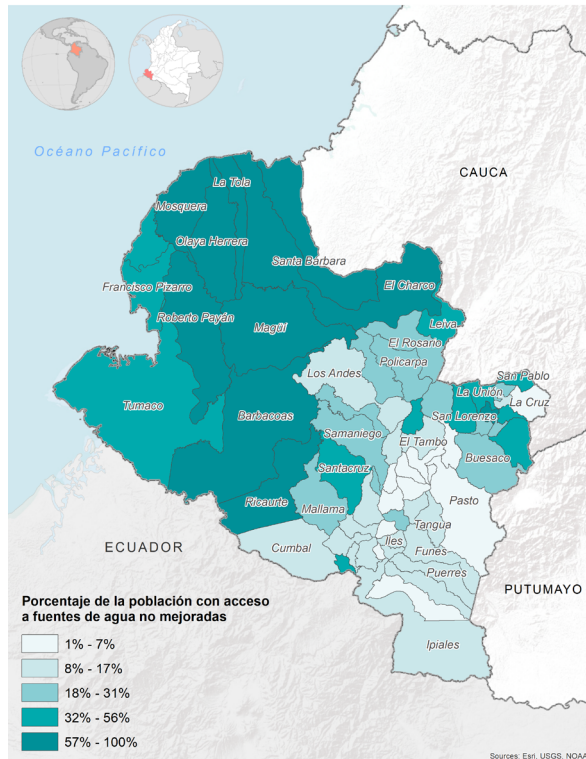 Océano Pacífico
CAUCA
La Tola
Mosquera
Olaya Herrera
Santa Barbara
El Charco
Francisco Pizarro
Roberto Payán
Magüí
Leiva
El Rosario
Policarpa
Los Andes
San Pablo
La Unión
La Cruz
Tumaco
Barbacoas
San Lorenzo
Samaniego
El Tambo
Buesaco
Santacruz
Pasto
Ricaurte
Mallama
Tangua
ECUADOR
Cumbal
Iles
Funes
Puerres
PUTUMAYO
Ipiales
Porcentaje de la población con acceso
a fuentes de agua no mejoradas
1% - 7%
8% - 17%
18% - 31%
32% - 56%
57% - 100%
Sources: Esri, USGS, NOAA